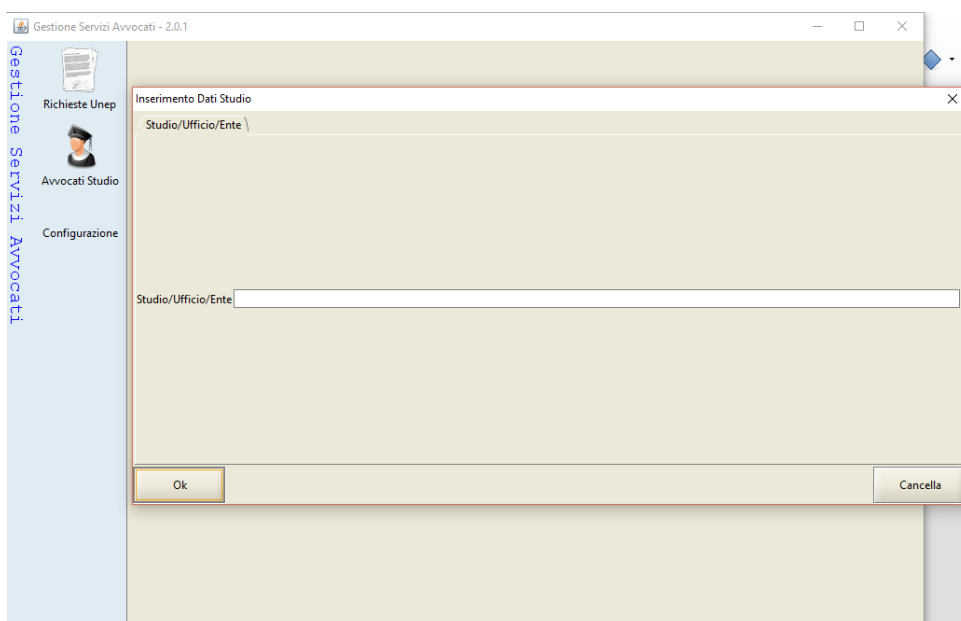 Gestione Servizi Avvocati - 2.0.1
Gestione Servizi Avvocati
Richieste Unep
Avvocati Studio
Configurazione
Inserimento Dati Studio
Studio/Ufficio/Ente
Studio/Ufficio/Ente
Ok
Cancella